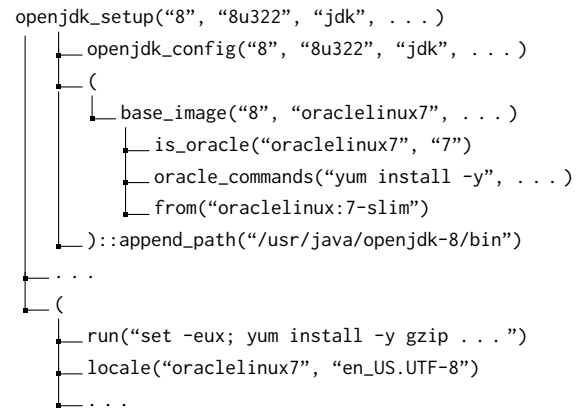 openjdk_setup(“8”, “8u322”, “jdk”, . . . )
openjdk_config(“8”, “8u322”, “jdk”, . . . )
(
base_image(“8”, “oraclelinux7”, . . . )
is_oracle(“oraclelinux7”, “7”)
oracle_commands(“yum install -y”, . . . )
from(“oraclelinux:7-slim”)
)::append_path(“/usr/java/openjdk-8/bin”)
. . .
(
run(“set -eux; yum install -y gzip . . . ”)
locale(“oraclelinux7”, “en_US.UTF-8”)
. . .